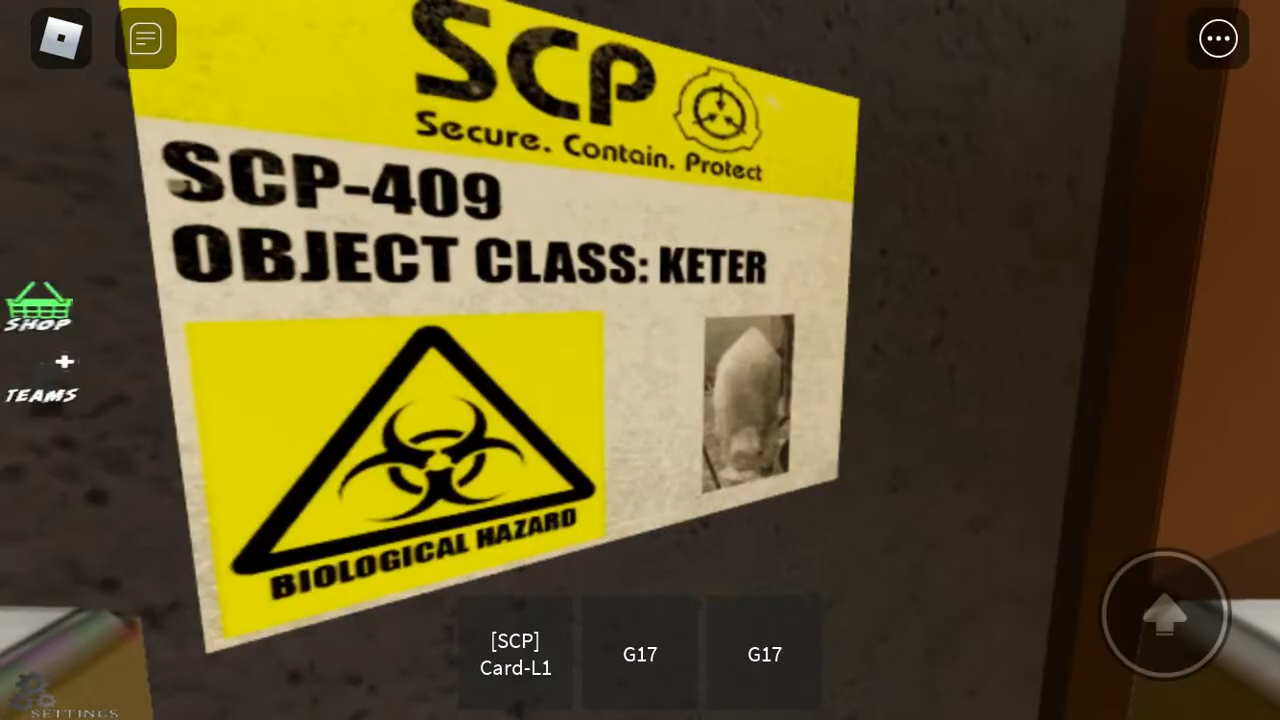 SCP
Secure. Contain. Protect
SCP-409
OBJECT CLASS: KETER
BIOLOGICAL HAZARD
SHOP
+
TEAMS
[SCP]
Card-L1
G17
G17
SETTINGS